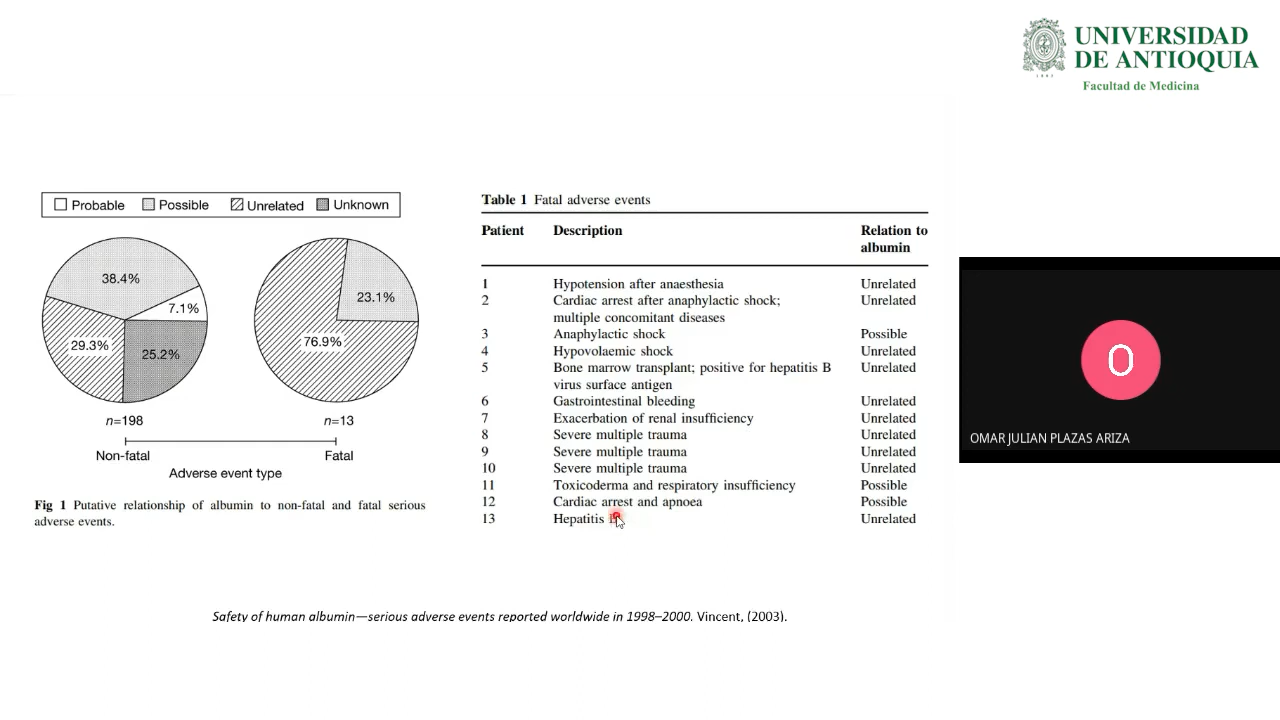 UNIVERSIDAD
DE ANTIOQUIA
1803
Facultad de Medicina
Probable Possible Unrelated Unknown
38.4%
7.1%
29.3%
25.2%
23.1%
76.9%
n=198
n=13
Non-fatal
Fatal
Adverse event type
Fig 1 Putative relationship of albumin to non-fatal and fatal serious
adverse events.
Table 1 Fatal adverse events
Patient Description Relation to
albumin
1 Hypotension after anaesthesia Unrelated
2 Cardiac arrest after anaphylactic shock; Unrelated
multiple concomitant diseases
3 Anaphylactic shock Possible
4 Hypovolaemic shock Unrelated
5 Bone marrow transplant; positive for hepatitis B Unrelated
virus surface antigen
6 Gastrointestinal bleeding Unrelated
7 Exacerbation of renal insufficiency Unrelated
8 Severe multiple trauma Unrelated
9 Severe multiple trauma Unrelated
10 Severe multiple trauma Unrelated
11 Toxicoderma and respiratory insufficiency Possible
12 Cardiac arrest and apnoea Possible
13 Hepatitis Unrelated
O
OMAR JULIAN PLAZAS ARIZA
Safety of human albumin—serious adverse events reported worldwide in 1998–2000. Vincent, (2003).